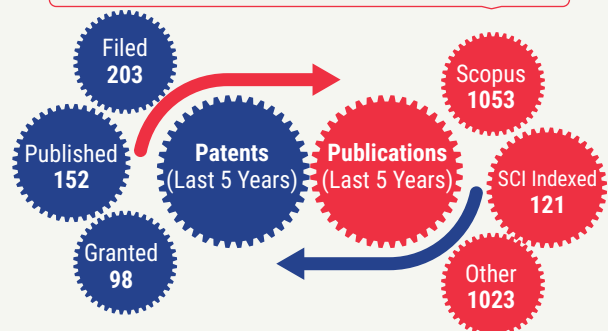 Filed
203
Published
152
Granted
98
Patents
(Last 5 Years)
Publications
(Last 5 Years)
Scopus
1053
SCI Indexed
121
Other
1023